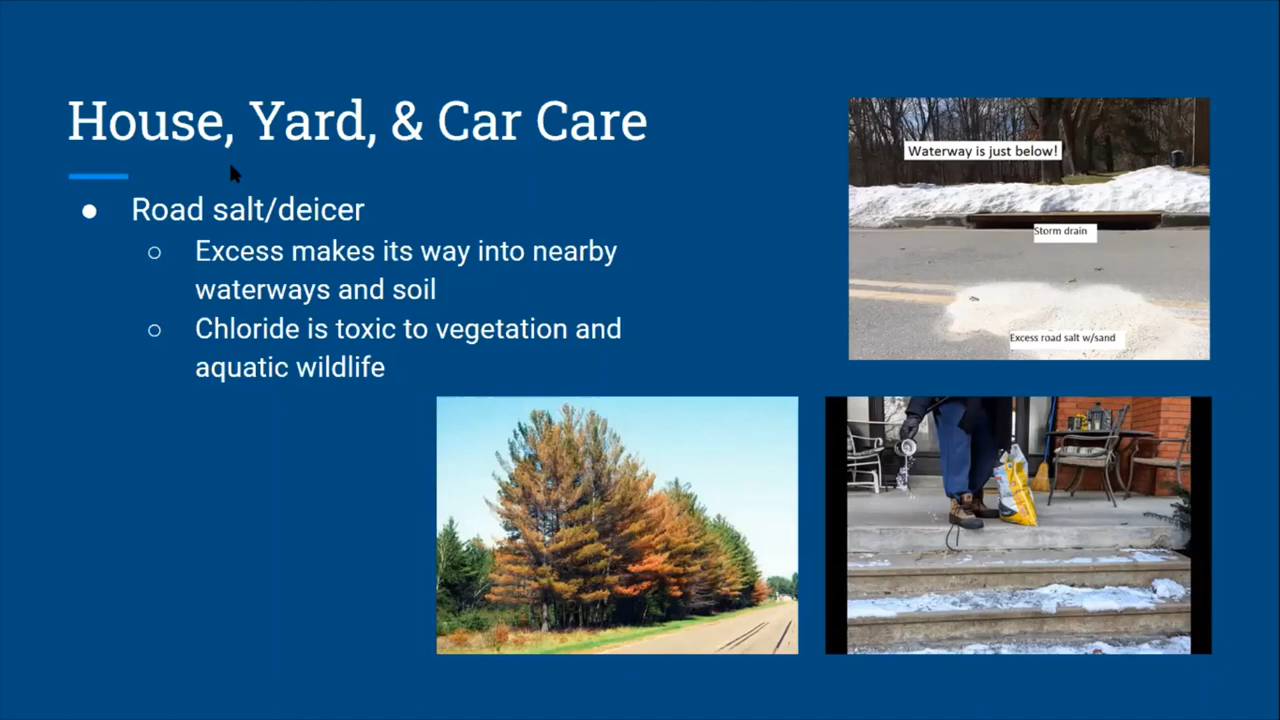 House, Yard, & Car Care
● Road salt/deicer
○ Excess makes its way into nearby
waterways and soil
○ Chloride is toxic to vegetation and
aquatic wildlife
Waterway is just below!
Storm drain
Excess road salt w/sand